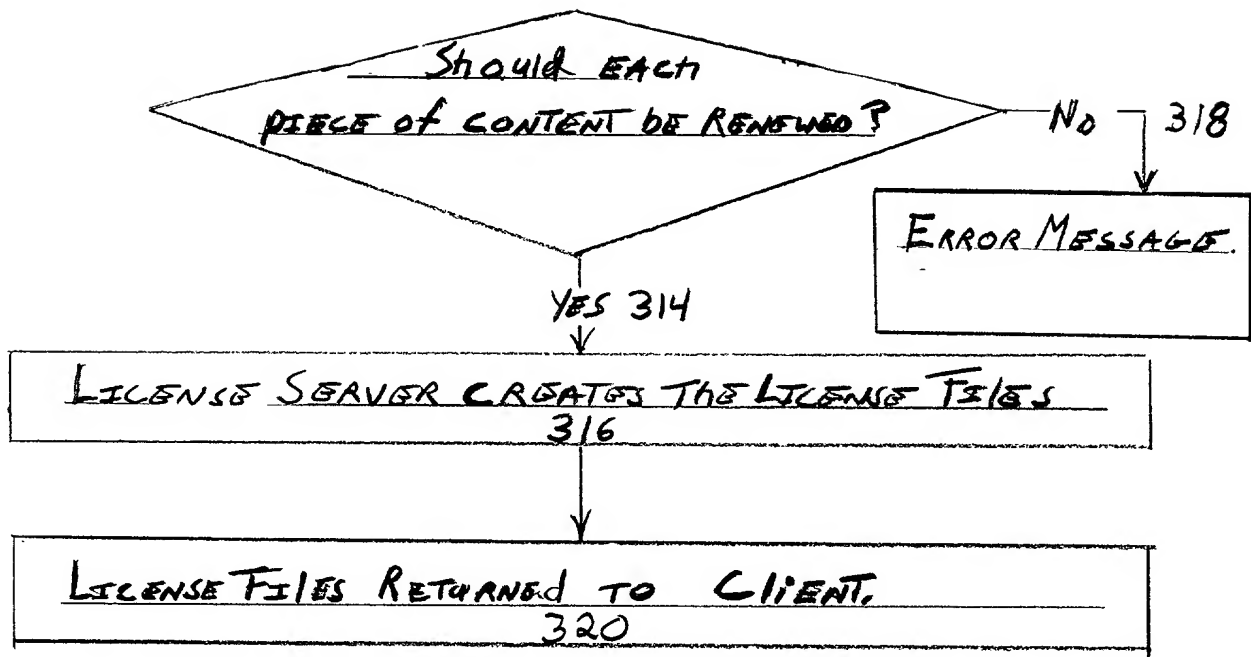 Should EACH
PIECE of CONTENT BE RENEWED?
NO 318
ERROR MESSAGE.
YES 314
LICENSE SERVER CREATES THE LICENSE FILES
316
LICENSE FILES RETURNED TO CLIENT.
320